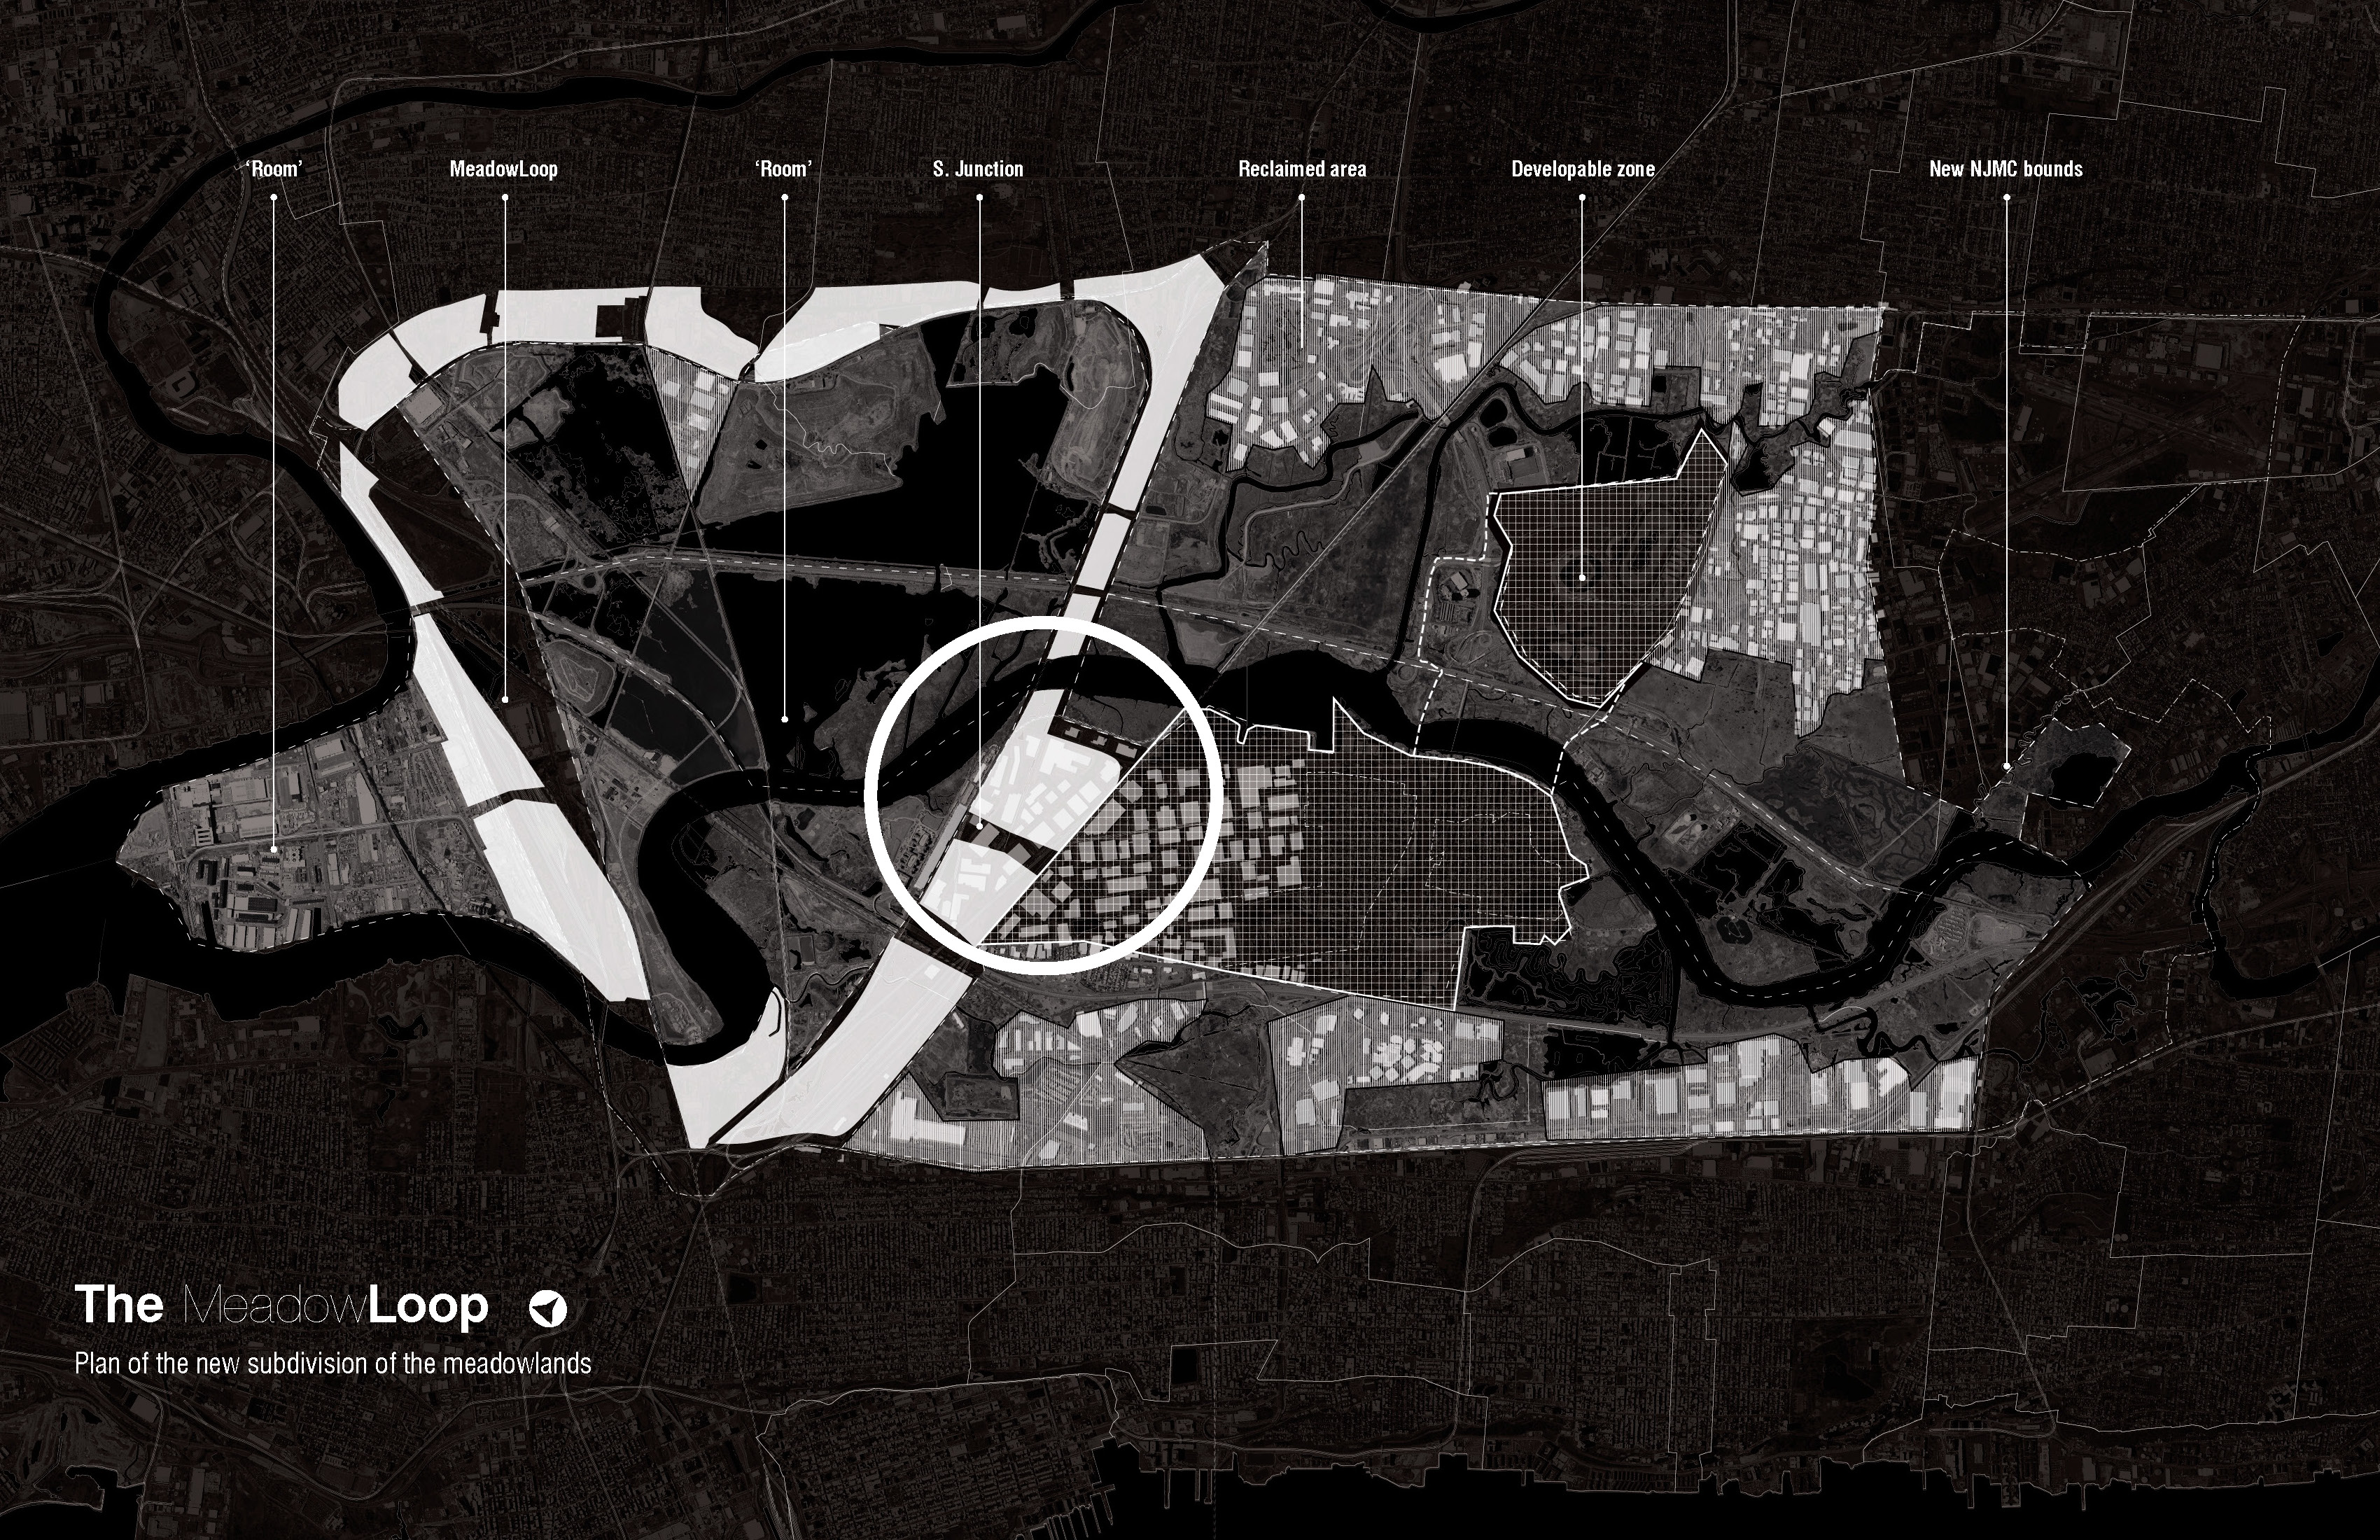 ‘Room’
MeadowLoop
‘Room’
S. Junction
Reclaimed area
Developable zone
New NJMC bounds
The MeadowLoop
Plan of the new subdivision of the meadowlands